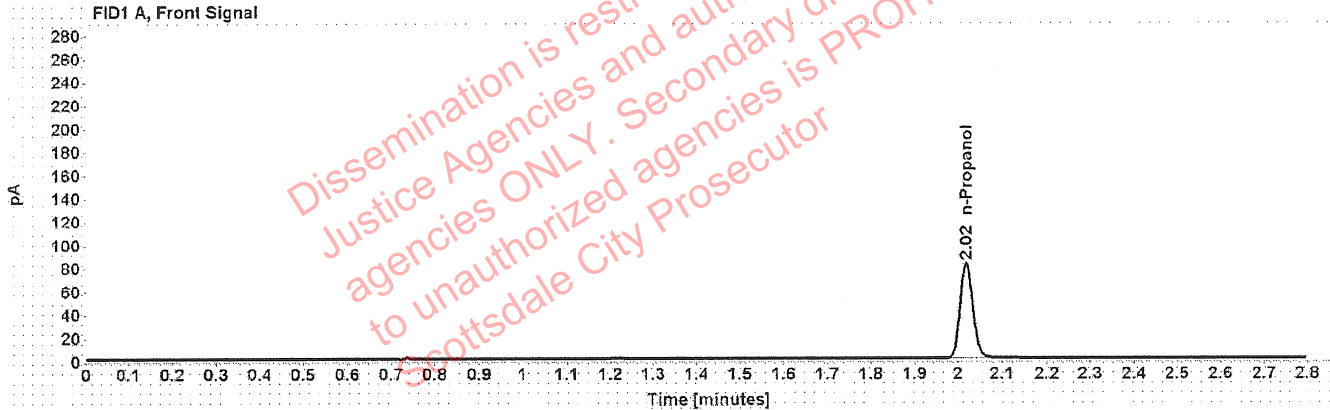 FID1 A, Front Signal
280
260
240
220
200
180
160
140
120
100
80
60
40
20
0
pA
2.02 n-Propanol
0 0.1 0.2 0.3 0.4 0.5 0.6 0.7 0.8 0.9 1 1.1 1.2 1.3 1.4 1.5 1.6 1.7 1.8 1.9 2 2.1 2.2 2.3 2.4 2.5 2.6 2.7 2.8
Time [minutes]
Dissemination is
Justice Agencies and
agencies ONLY. Secondary
to unauthorized agencies is
Scottsdale City Prosecutor